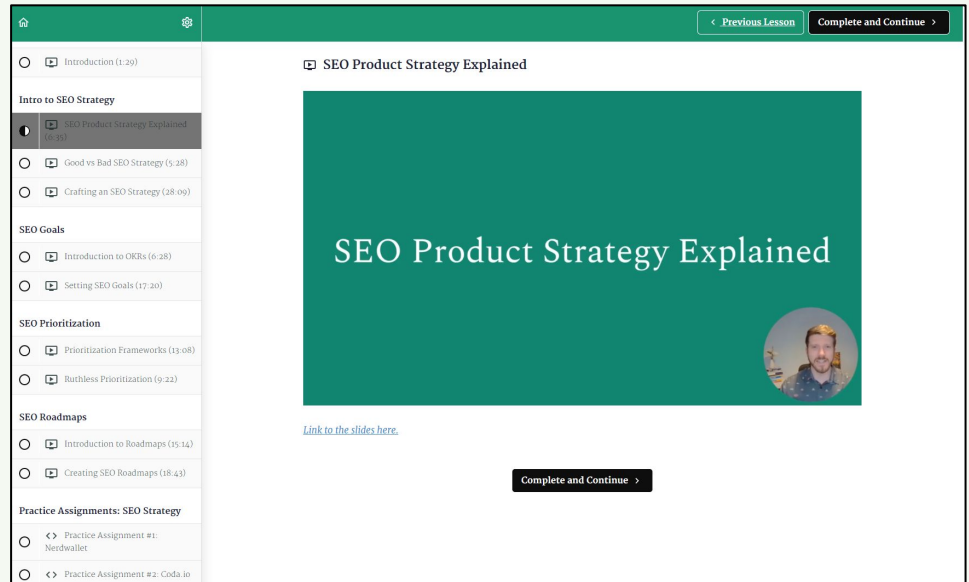 < Previous Lesson
Complete and Continue >
Introduction (1:29)
Intro to SEO Strategy
SEO Product Strategy Explained
(6:35)
Good vs Bad SEO Strategy (5:28)
Crafting an SEO Strategy (28:09)
SEO Goals
Introduction to OKRs (6:28)
Setting SEO Goals (17:20)
SEO Prioritization
Prioritization Frameworks (13:08)
Ruthless Prioritization (9:22)
SEO Roadmaps
Introduction to Roadmaps (15:14)
Creating SEO Roadmaps (18:43)
Practice Assignments: SEO Strategy
Practice Assignment #1:
Nerdwallet
Practice Assignment #2: Coda.io
SEO Product Strategy Explained
SEO Product Strategy Explained
Link to the slides here.
Complete and Continue >